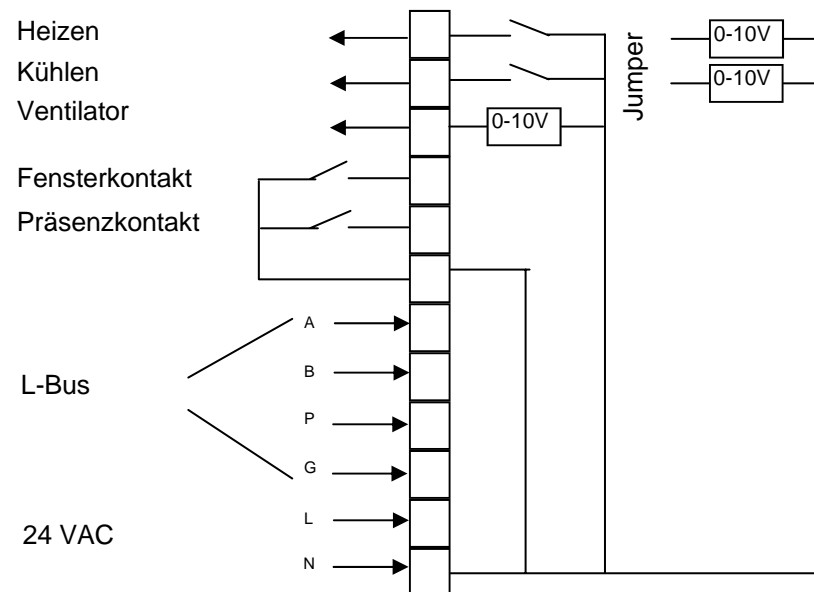 Heizen
Kühlen
Ventilator
Fensterkontakt
Präsenzkontakt
L-Bus
24 VAC
A
B
P
G
L
N
0-10V
Jumper
0-10V
0-10V